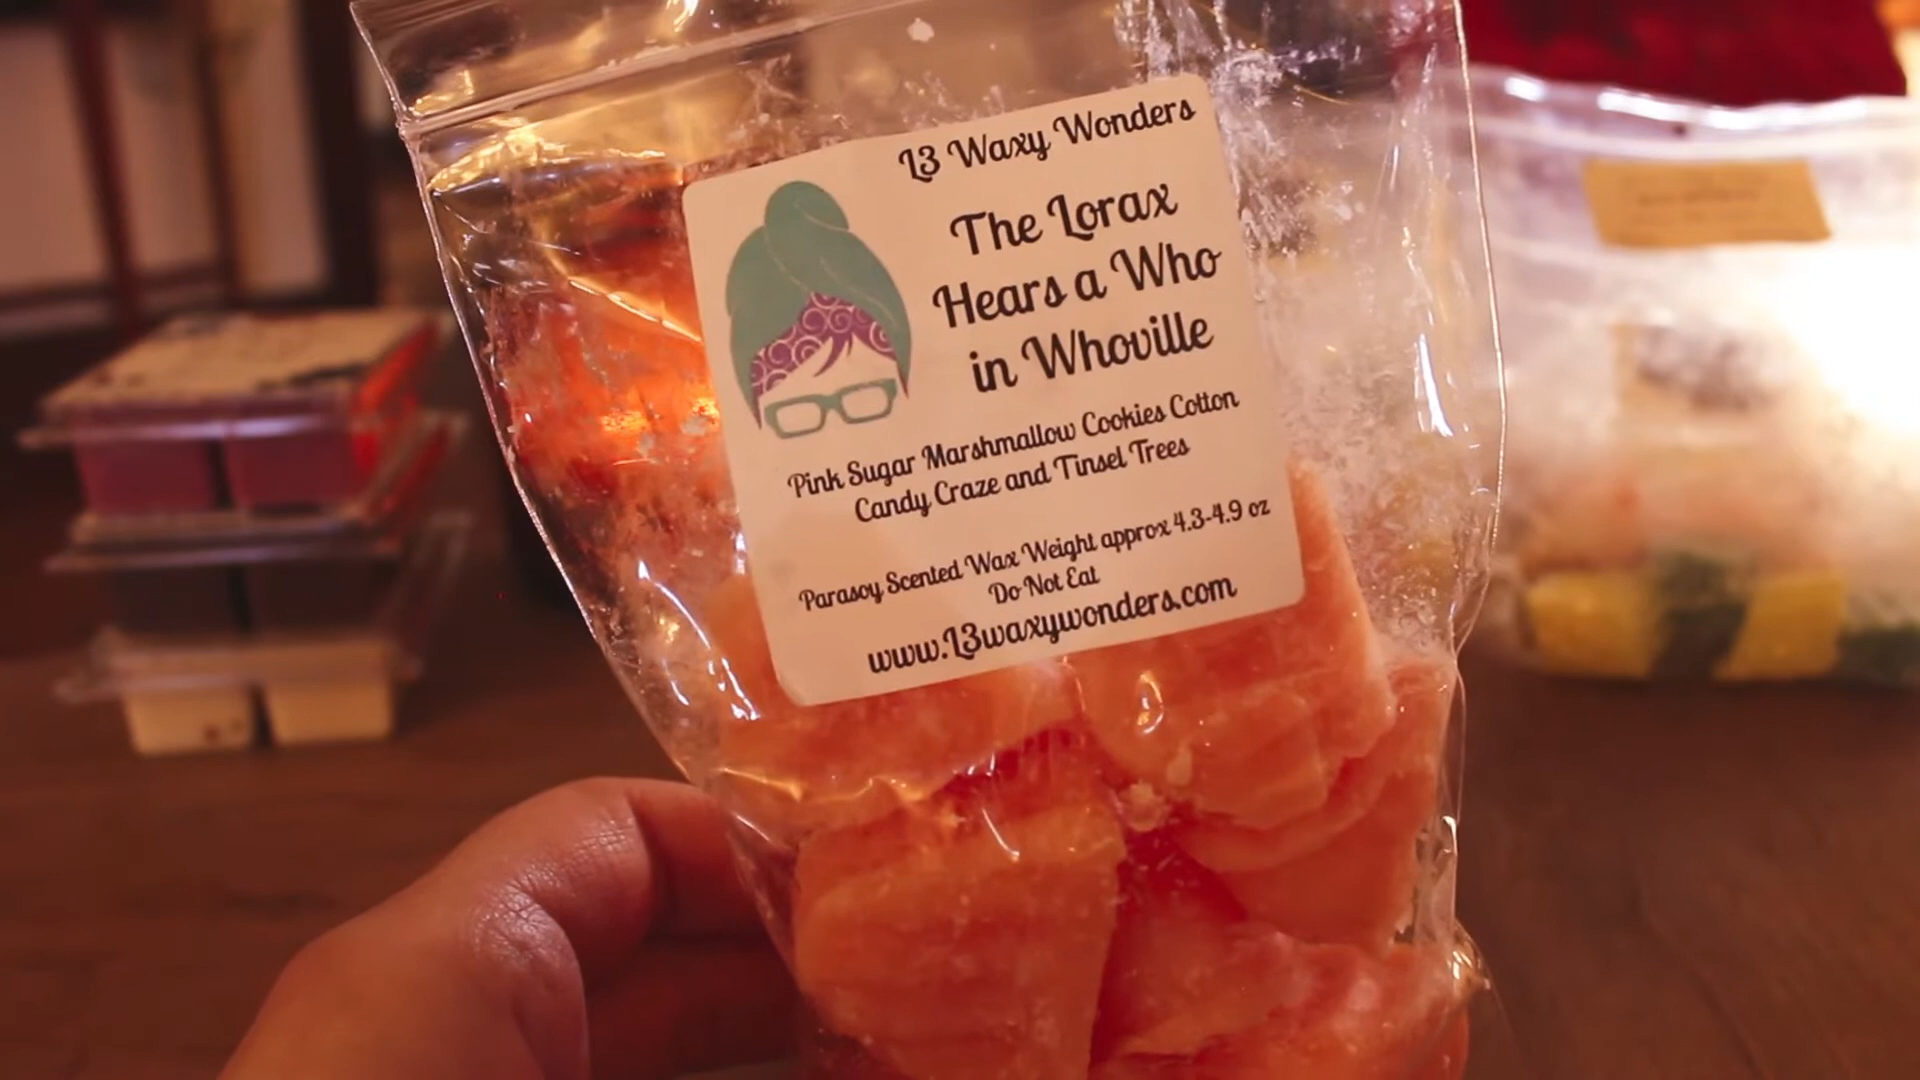 L3 Waxy Wonders
The Lorax
Hears a Who
in Whoville
Pink Sugar Marshmallow Cookies Cotton
Candy Craze and Tinsel Trees
Parasoy Scented Wax Weight approx 4.3-4.9 oz
Do Not Eat
www.L3waxywonders.com